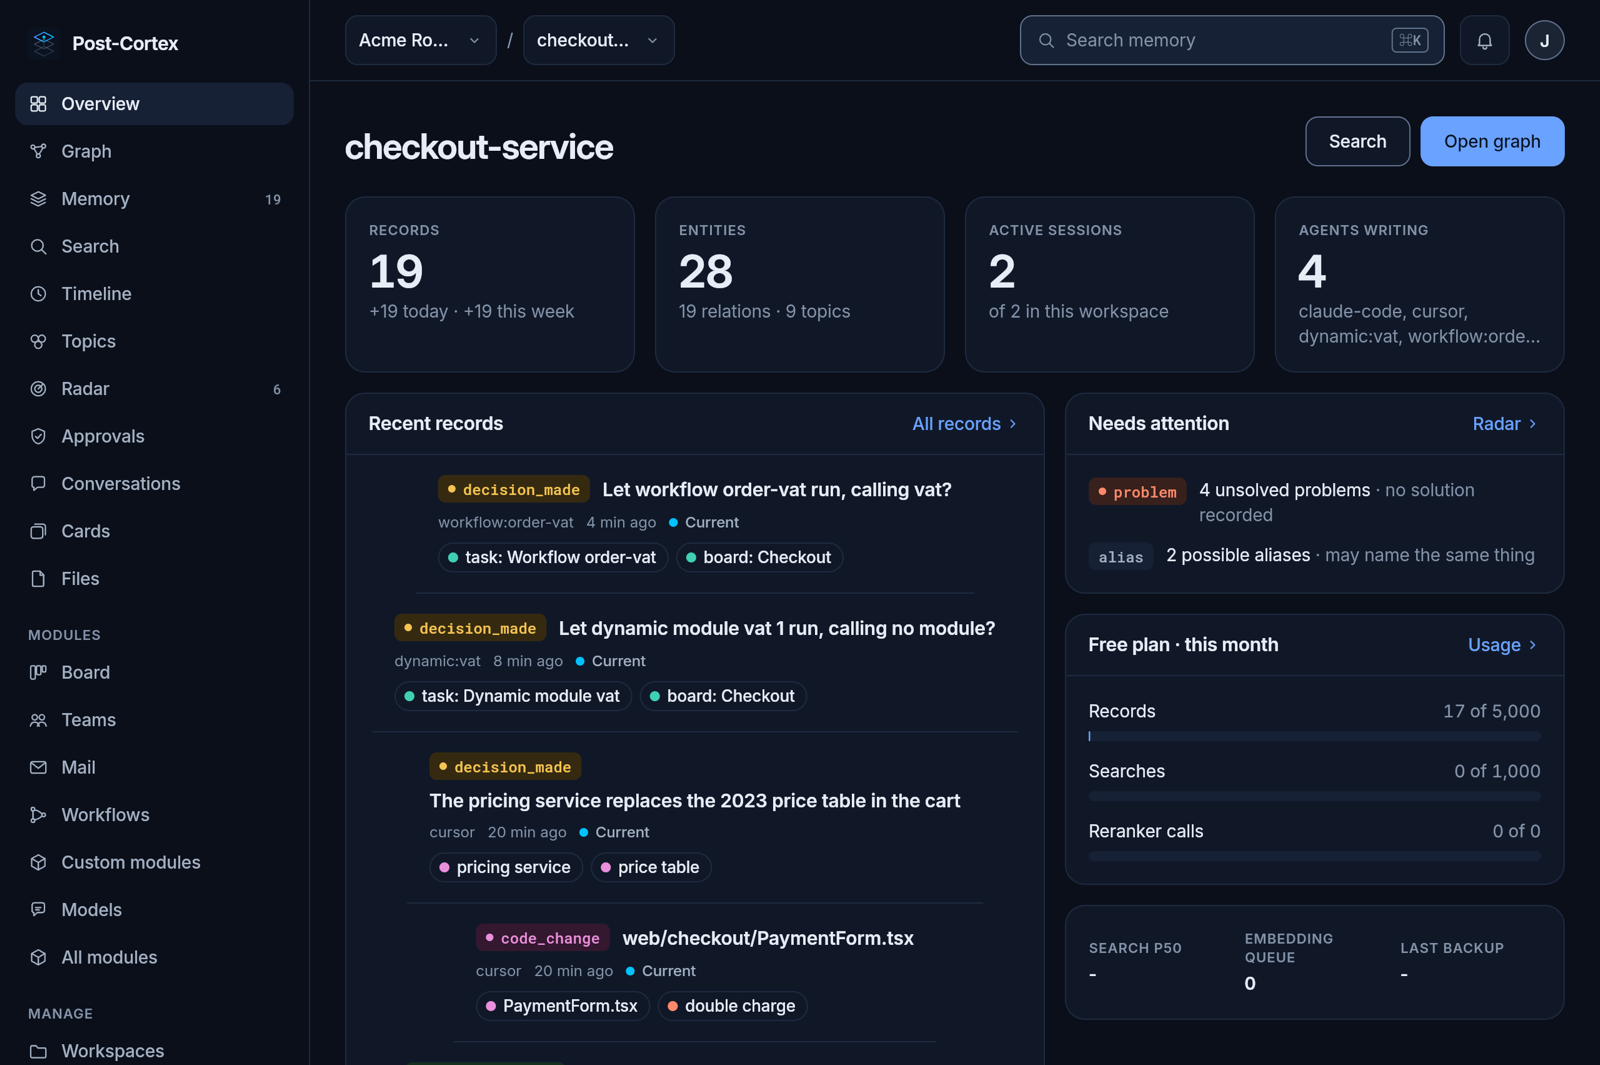 Post-Cortex
Acme Ro...
/
checkout...
Search memory
⌘K
J
Overview
Graph
Memory 19
Search
Timeline
Topics
Radar 6
Approvals
Conversations
Cards
Files
MODULES
Board
Teams
Mail
Workflows
Custom modules
Models
All modules
MANAGE
Workspaces
checkout-service
Search
Open graph
RECORDS
19
+19 today · +19 this week
ENTITIES
28
19 relations · 9 topics
ACTIVE SESSIONS
2
of 2 in this workspace
AGENTS WRITING
4
claude-code, cursor,
dynamic:vat, workflow:orde...
Recent records
All records
decision_made Let workflow order-vat run, calling vat?
workflow:order-vat 4 min ago Current
task: Workflow order-vat board: Checkout
decision_made Let dynamic module vat 1 run, calling no module?
dynamic:vat 8 min ago Current
task: Dynamic module vat board: Checkout
decision_made
The pricing service replaces the 2023 price table in the cart
cursor 20 min ago Current
pricing service price table
code_change web/checkout/PaymentForm.tsx
cursor 20 min ago Current
PaymentForm.tsx double charge
Needs attention
Radar
problem 4 unsolved problems · no solution
recorded
alias 2 possible aliases · may name the same thing
Free plan · this month
Usage
Records 17 of 5,000
Searches 0 of 1,000
Reranker calls 0 of 0
SEARCH P50
-
EMBEDDING
QUEUE
0
LAST BACKUP
-